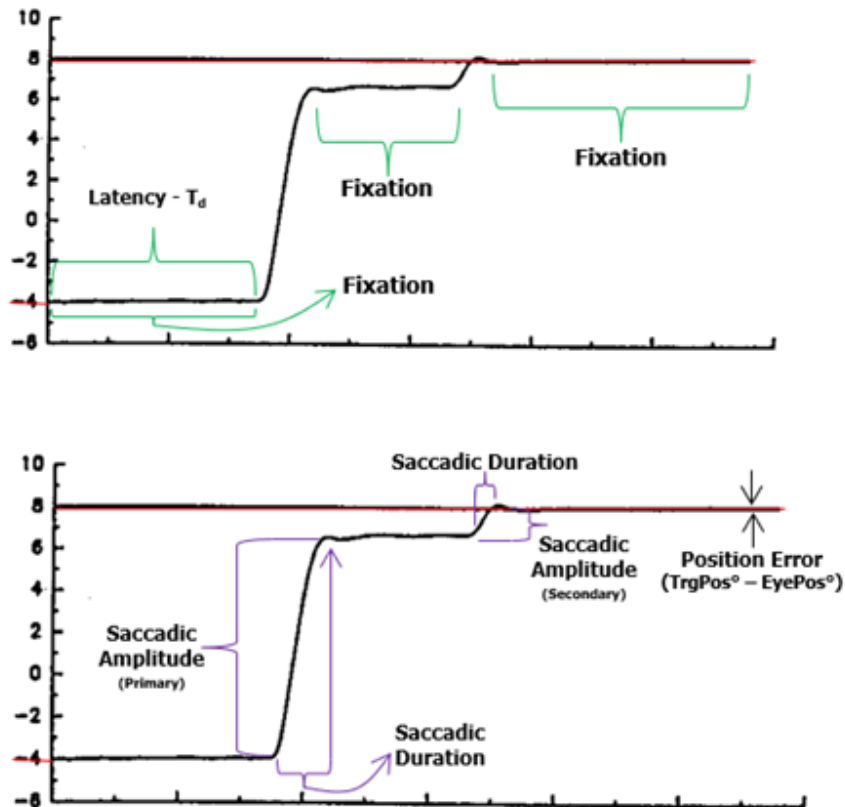 10
8
6
4
2
0
-2
-4
-6
Latency - Td
Fixation
Fixation
Fixation
10
8
6
4
2
0
-2
-4
-6
Saccadic Duration
Saccadic
Amplitude
(Secondary)
Position Error
(TrgPos° – EyePos°)
Saccadic
Amplitude
(Primary)
Saccadic
Duration